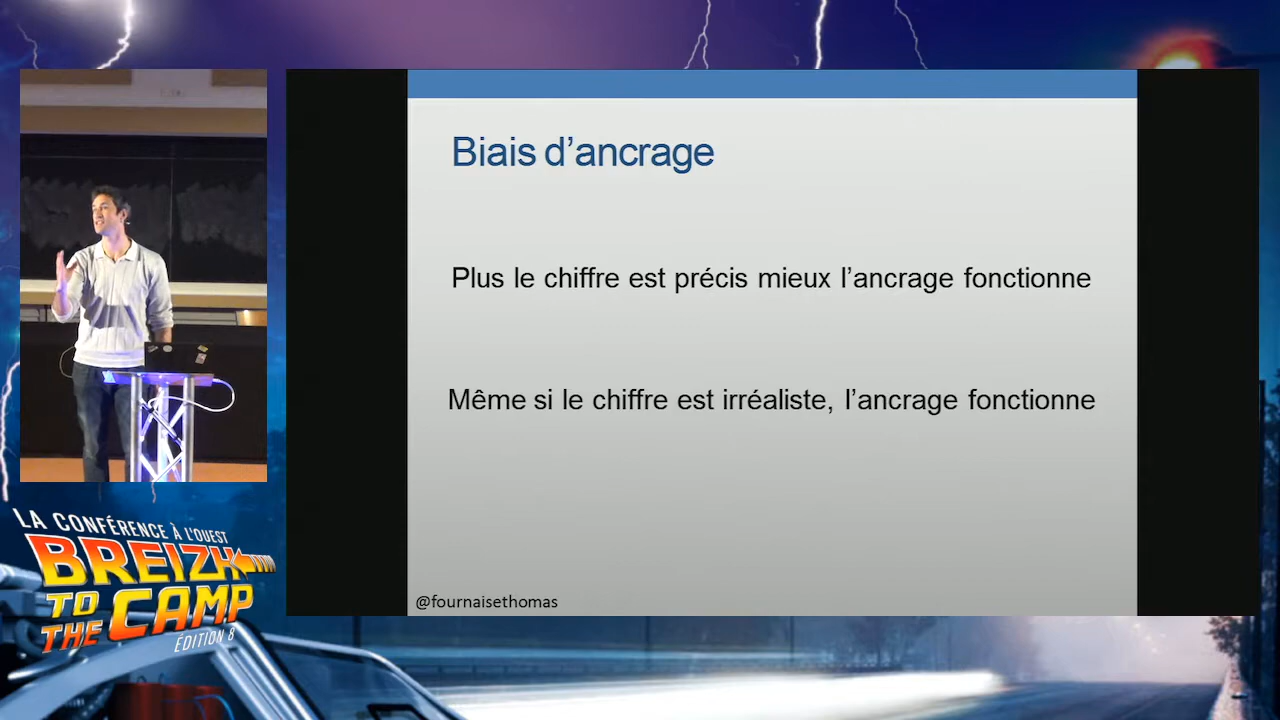 Biais d’ancrage
Plus le chiffre est précis mieux l’ancrage fonctionne
Même si le chiffre est irréaliste, l’ancrage fonctionne
@fournaisethomas
LA CONFÉRENCE À L'OUEST
BREIZH
TO
THE CAMP
ÉDITION 8